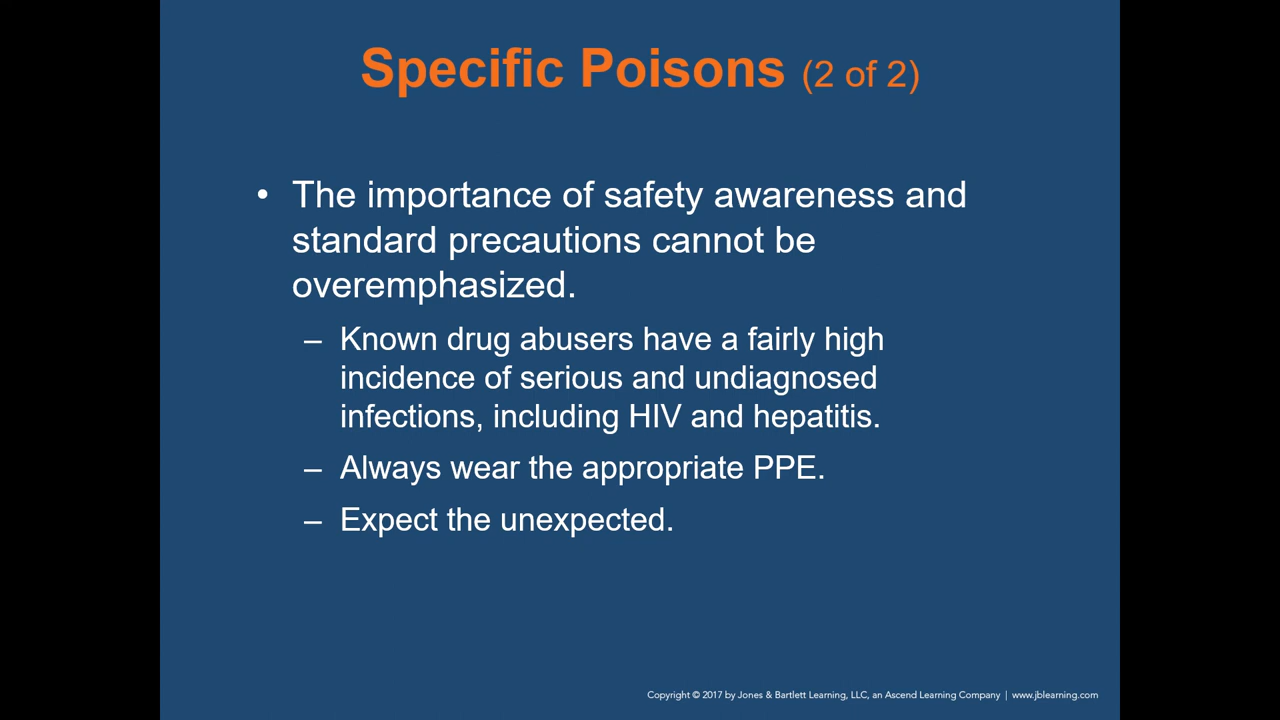 Specific Poisons (2 of 2)
• The importance of safety awareness and
standard precautions cannot be
overemphasized.
– Known drug abusers have a fairly high
incidence of serious and undiagnosed
infections, including HIV and hepatitis.
– Always wear the appropriate PPE.
– Expect the unexpected.
Copyright © 2017 by Jones & Bartlett Learning, LLC, an Ascend Learning Company | www.jblearning.com